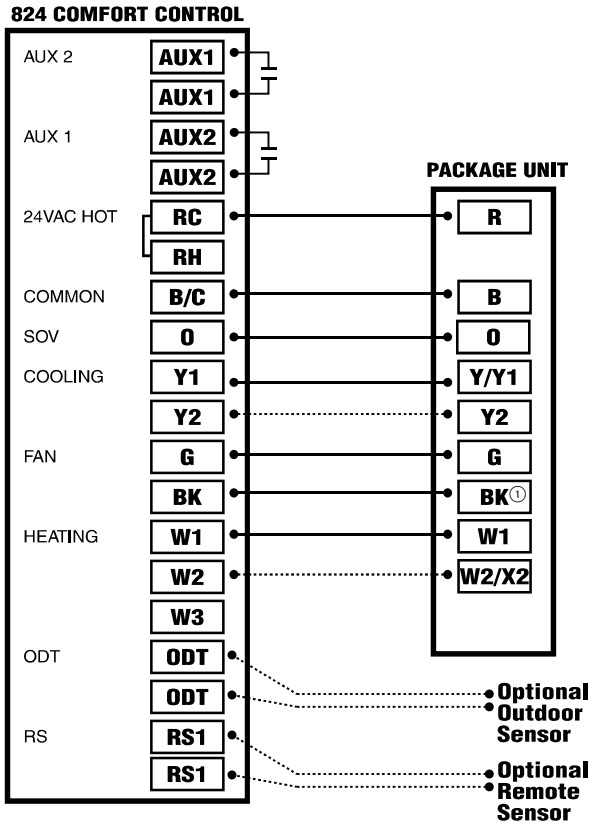 824 COMFORT CONTROL
AUX 2 AUX1
AUX1
AUX 1 AUX2
AUX2
PACKAGE UNIT
24VAC HOT RC R
RH
COMMON B/C B
SOV O O
COOLING Y1 Y/Y1
Y2 Y2
FAN G G
BK BK①
HEATING W1 W1
W2 W2/X2
W3
ODT ODT
ODT
Optional
Outdoor
Sensor
RS RS1
RS1
Optional
Remote
Sensor